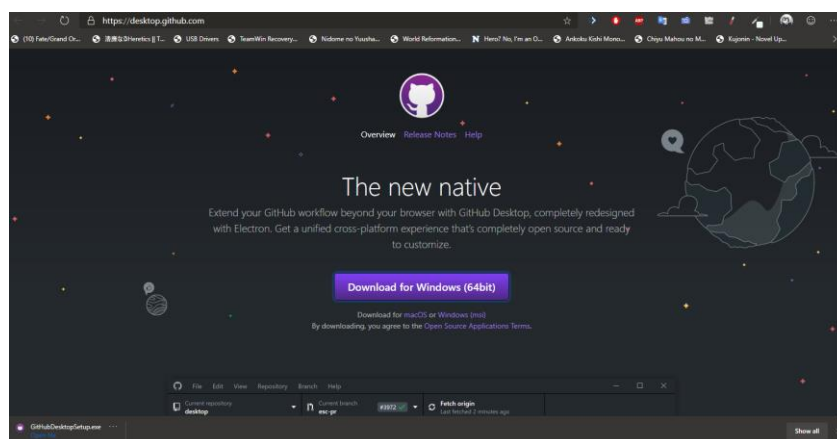 https://desktop.github.com
(10) Fate/Grand Or...
USB Drivers
TeamWin Recovery...
Nidome no Yuusha...
World Reformation...
Hero? No, I'm an O...
Ankoku Kishi Mono...
Chiyu Mahou no M...
Kujonin - Novel Up...
Overview Release Notes Help
The new native
Extend your GitHub workflow beyond your browser with GitHub Desktop, completely redesigned
with Electron. Get a unified cross-platform experience that's completely open source and ready
to customize.
Download for Windows (64bit)
Download for macOS or Windows (msi)
By downloading, you agree to the Open Source Applications Terms.
File Edit View Repository Branch Help
Current repository
desktop
Current branch
esc-pr
#3972
Fetch origin
Last fetched 3 minutes ago
GitHubDesktopSetup.exe
Open file
Show all